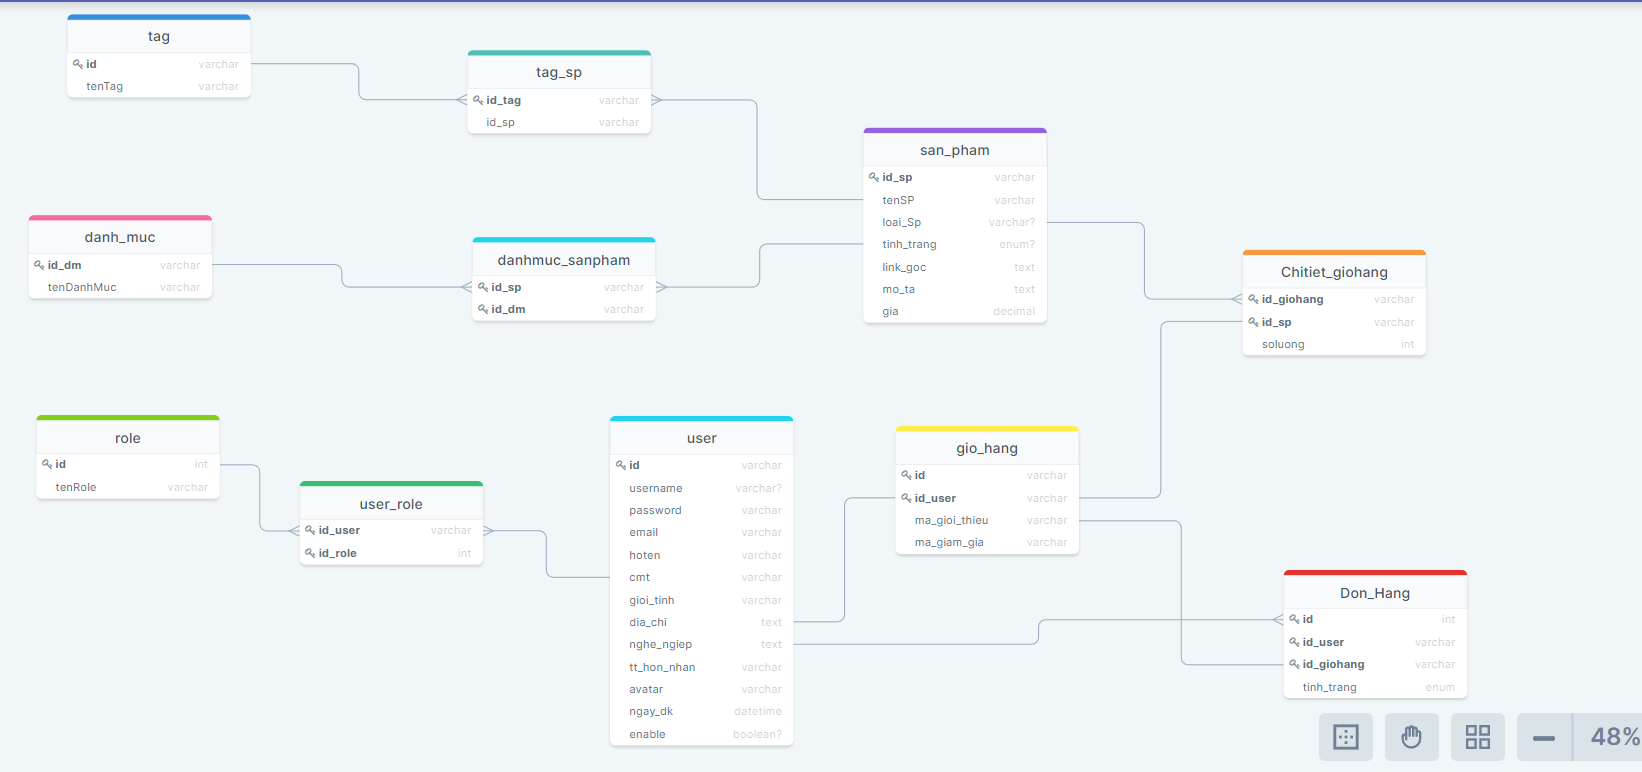 tag
id varchar
tenTag varchar
tag_sp
id_tag varchar
id_sp varchar
san_pham
id_sp varchar
tenSP varchar
loai_Sp varchar?
tinh_trang enum?
link_goc text
mo_ta text
gia decimal
danh_muc
id_dm varchar
tenDanhMuc varchar
danhmuc_sanpham
id_sp varchar
id_dm varchar
Chitiet_giohang
id_giohang varchar
id_sp varchar
soluong int
role
id int
tenRole varchar
user_role
id_user varchar
id_role int
user
id varchar
username varchar?
password varchar
email varchar
hoten varchar
cmt varchar
gioi_tinh varchar
dia_chi text
nghe_ngiep text
tt_hon_nhan varchar
avatar varchar
ngay_dk datetime
enable boolean?
gio_hang
id varchar
id_user varchar
ma_gioi_thieu varchar
ma_giam_gia varchar
Don_Hang
id int
id_user varchar
id_giohang varchar
tinh_trang enum
48%